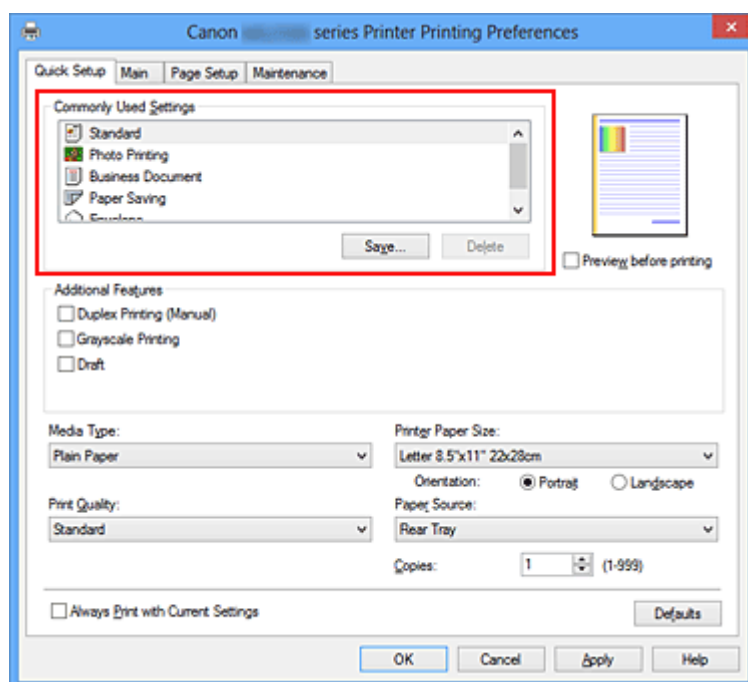 Canon series Printer Printing Preferences
Quick Setup Main Page Setup Maintenance
Commonly Used Settings
Standard
Photo Printing
Business Document
Paper Saving
Envelope
Save... Delete
Preview before printing
Additional Features
Duplex Printing (Manual)
Grayscale Printing
Draft
Media Type: Printer Paper Size:
Plain Paper Letter 8.5"x11" 22x28cm
Orientation: Portrait Landscape
Print Quality: Paper Source:
Standard Rear Tray
Copies: 1 (1-999)
Always Print with Current Settings Defaults
OK Cancel Apply Help